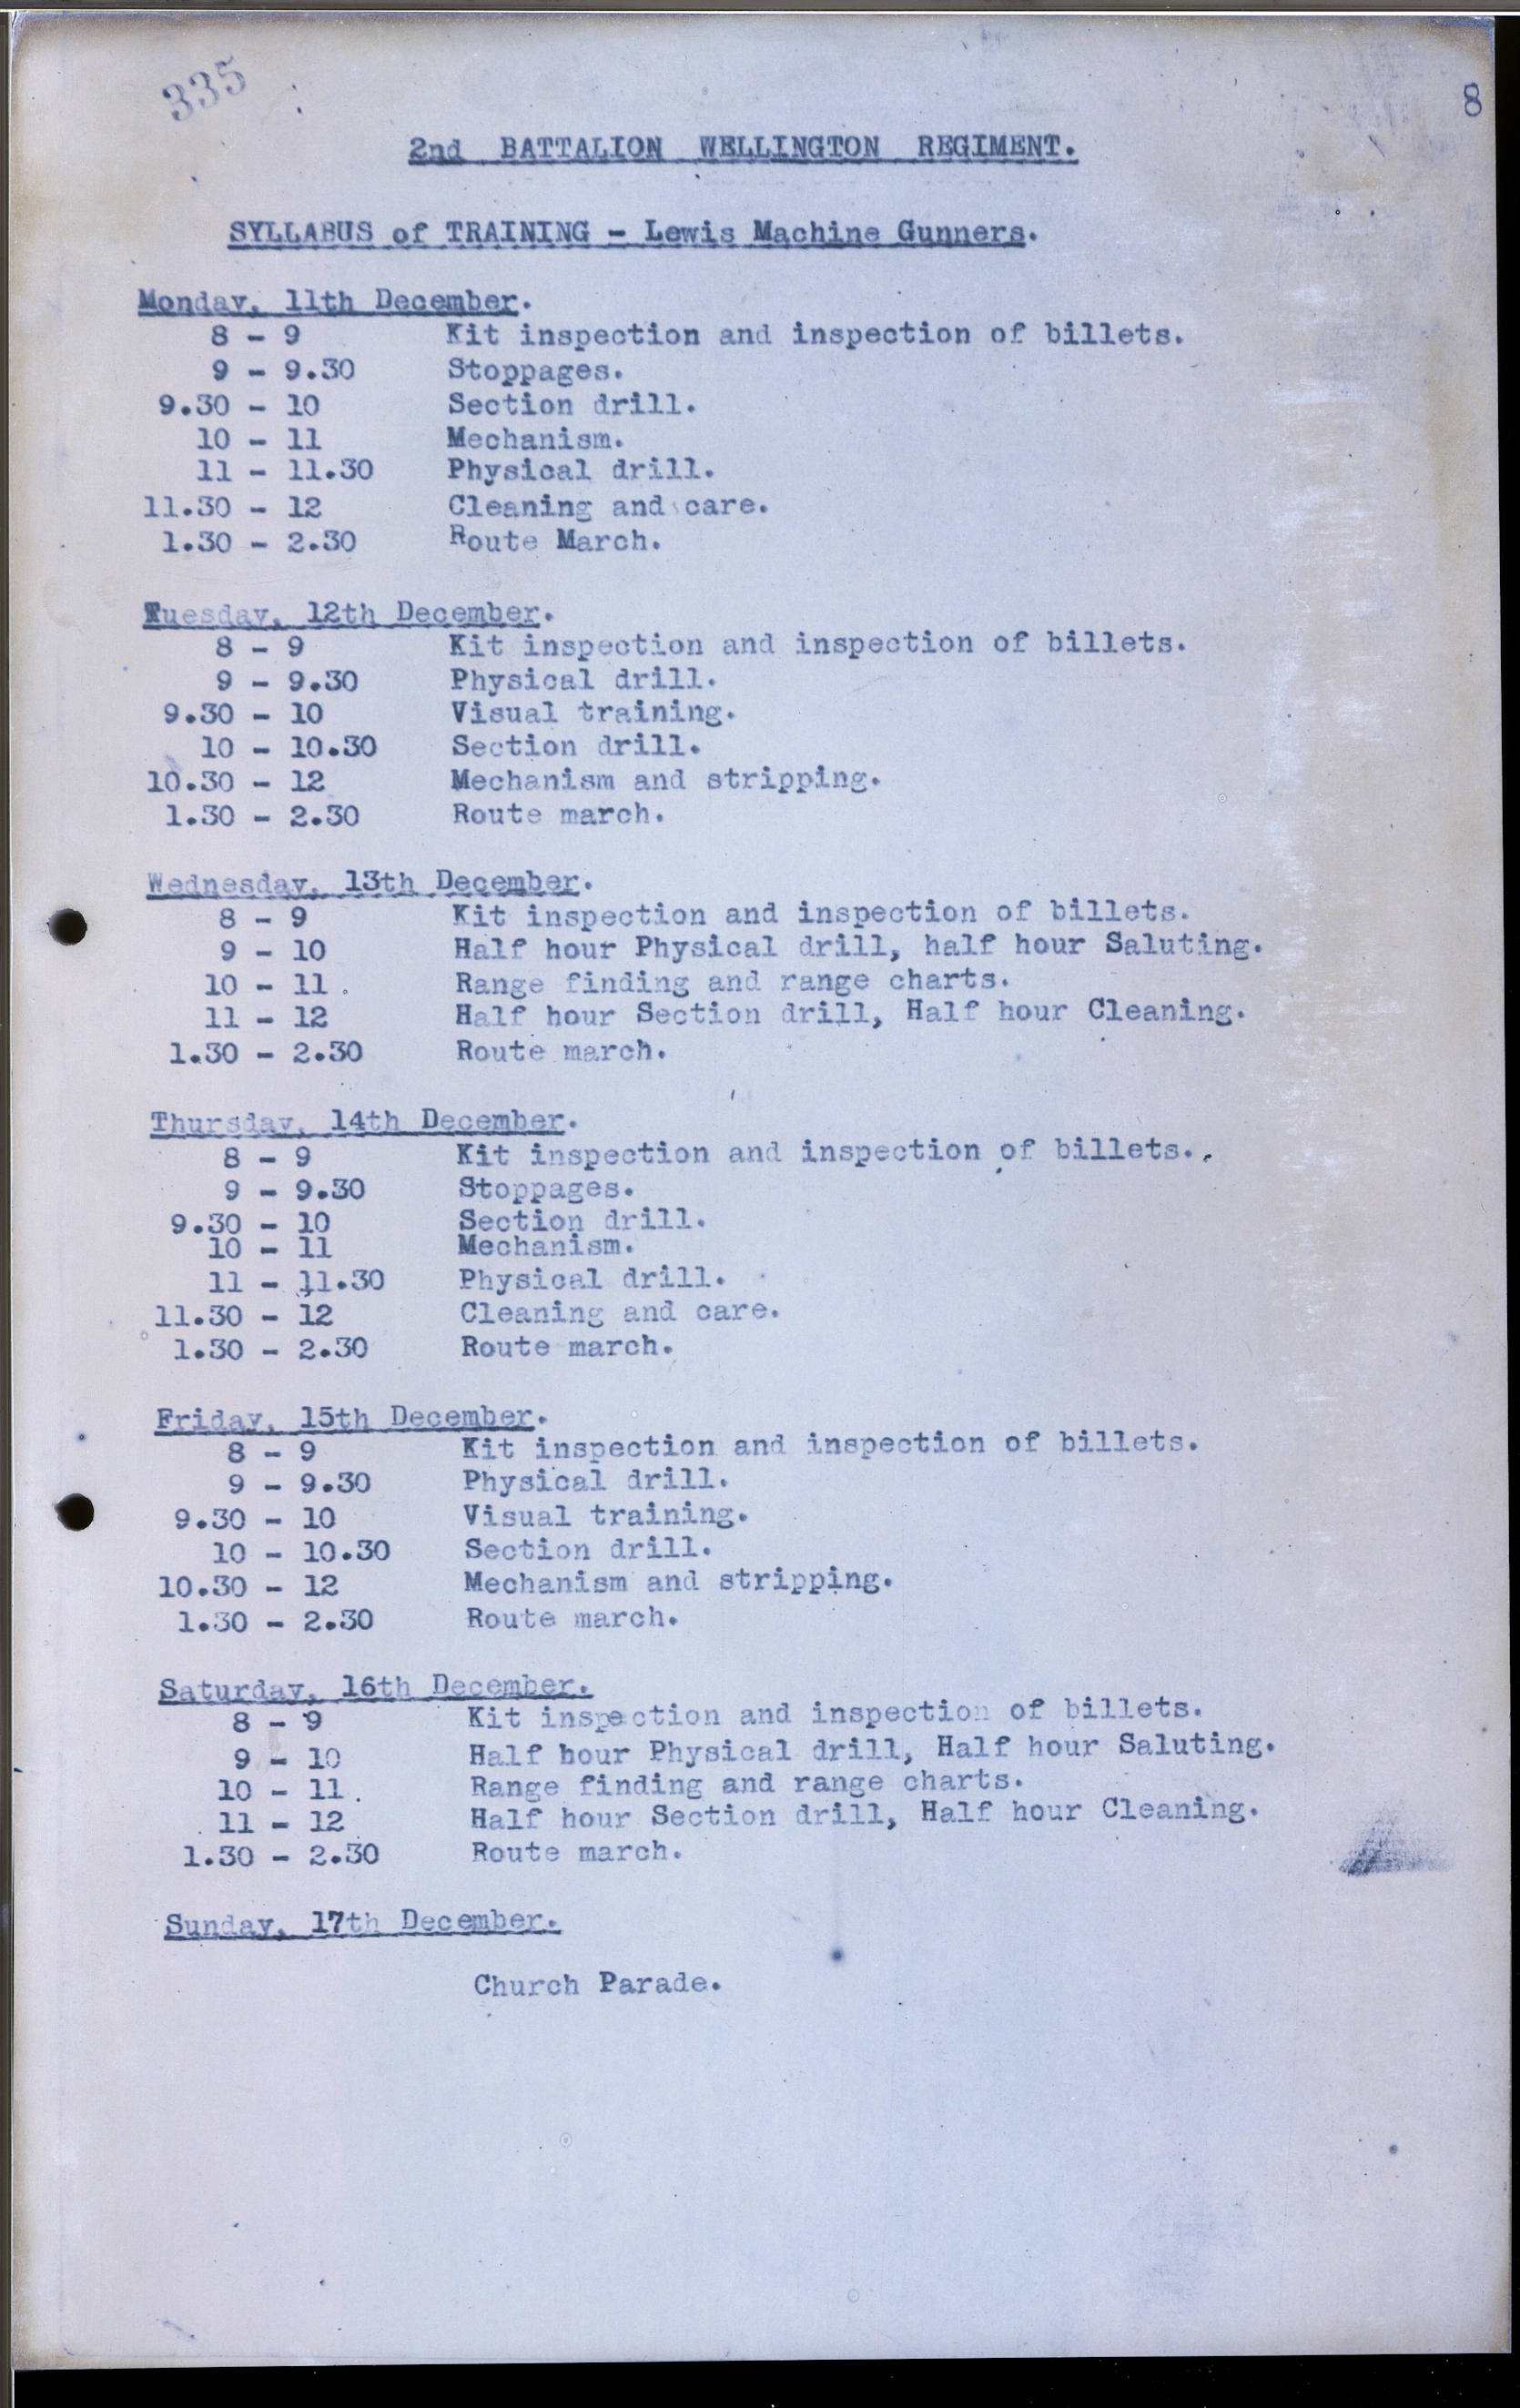 335
8
2nd BATTALION WELLINGTON REGIMENT.
SYLLABUS of TRAINING - Lewis Machine Gunners.
Monday, 11th December.
8 - 9 Kit inspection and inspection of billets.
9 - 9.30 Stoppages.
9.30 - 10 Section drill.
10 - 11 Mechanism.
11 - 11.30 Physical drill.
11.30 - 12 Cleaning and care.
1.30 - 2.30 Route March.
Tuesday, 12th December.
8 - 9 Kit inspection and inspection of billets.
9 - 9.30 Physical drill.
9.30 - 10 Visual training.
10 - 10.30 Section drill.
10.30 - 12 Mechanism and stripping.
1.30 - 2.30 Route march.
Wednesday, 13th December.
8 - 9 Kit inspection and inspection of billets.
9 - 10 Half hour Physical drill, half hour Saluting.
10 - 11 . Range finding and range charts.
11 - 12 Half hour Section drill, Half hour Cleaning.
1.30 - 2.30 Route march.
Thursday, 14th December.
8 - 9 Kit inspection and inspection of billets..
9 - 9.30 Stoppages.
9.30 - 10 Section drill.
10 - 11 Mechanism.
11 - 11.30 Physical drill.
11.30 - 12 Cleaning and care.
1.30 - 2.30 Route march.
Friday, 15th December.
8 - 9 Kit inspection and inspection of billets.
9 - 9.30 Physical drill.
9.30 - 10 Visual training.
10 - 10.30 Section drill.
10.30 - 12 Mechanism and stripping.
1.30 - 2.30 Route march.
Saturday, 16th December.
8 - 9 Kit inspection and inspection of billets.
9 - 10 Half hour Physical drill, Half hour Saluting.
10 - 11. Range finding and range charts.
11 - 12 Half hour Section drill, Half hour Cleaning.
1.30 - 2.30 Route march.
Sunday, 17th December.
Church Parade.